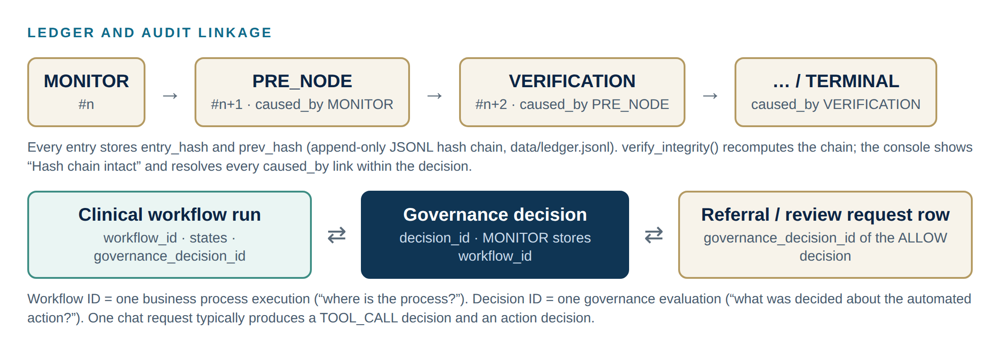 LEDGER AND AUDIT LINKAGE
MONITOR
#n
→
PRE_NODE
#n+1 · caused_by MONITOR
→
VERIFICATION
#n+2 · caused_by PRE_NODE
→
… / TERMINAL
caused_by VERIFICATION
Every entry stores entry_hash and prev_hash (append-only JSONL hash chain, data/ledger.jsonl). verify_integrity() recomputes the chain; the console shows
“Hash chain intact” and resolves every caused_by link within the decision.
Clinical workflow run
workflow_id · states ·
governance_decision_id
⇄
Governance decision
decision_id · MONITOR stores
workflow_id
⇄
Referral / review request row
governance_decision_id of the ALLOW
decision
Workflow ID = one business process execution (“where is the process?”). Decision ID = one governance evaluation (“what was decided about the automated
action?”). One chat request typically produces a TOOL_CALL decision and an action decision.